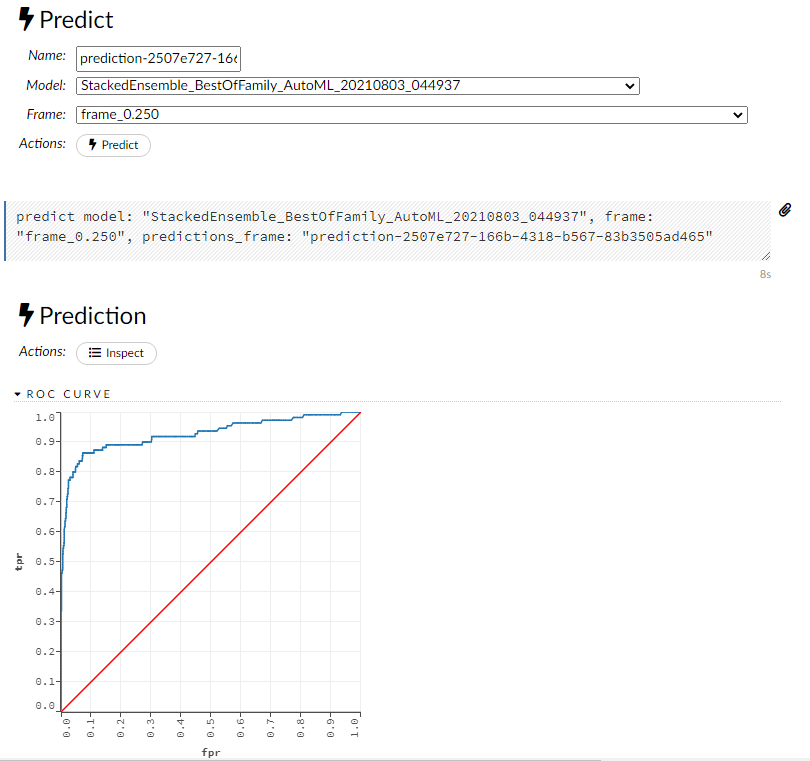 Predict
Name: prediction-2507e727-166
Model: StackedEnsemble_BestOfFamily_AutoML_20210803_044937
Frame: frame_0.250
Actions: Predict
predict model: "StackedEnsemble_BestOfFamily_AutoML_20210803_044937", frame:
"frame_0.250", predictions_frame: "prediction-2507e727-166b-4318-b567-83b3505ad465"
8s
Prediction
Actions: Inspect
ROC CURVE
1.0
0.9
0.8
0.7
0.6
0.5
0.4
0.3
0.2
0.1
0.0
tpr
0.0 0.1 0.2 0.3 0.4 0.5 0.6 0.7 0.8 0.9 1.0
fpr